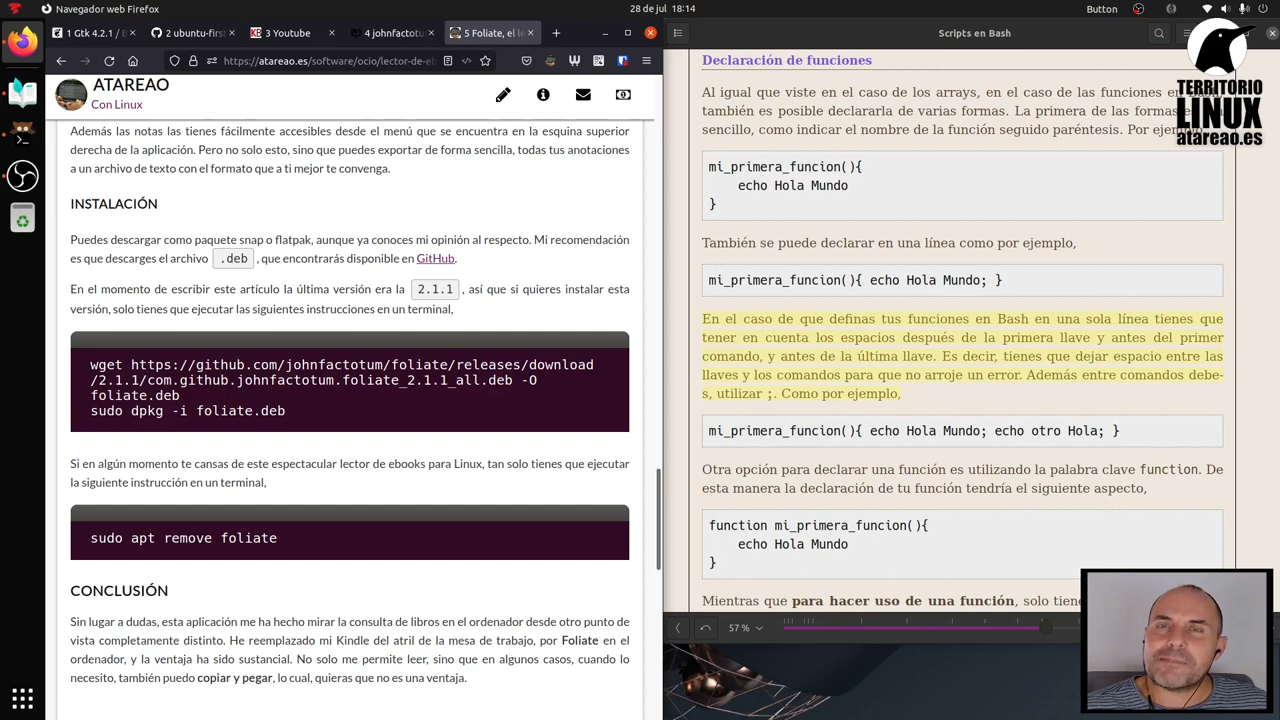 Navegador web Firefox
28 de jul 18:14
Button
1 Gtk 4.2.1 / B
2 ubuntu-first
3 Youtube
4 johnfactotu
5 Foliate, el le
https://atareao.es/software/ocio/lector-de-eb
ATAREAO
Con Linux
Además las notas las tienes fácilmente accesibles desde el menú que se encuentra en la esquina superior
derecha de la aplicación. Pero no solo esto, sino que puedes exportar de forma sencilla, todas tus anotaciones
a un archivo de texto con el formato que a ti mejor te convenga.
INSTALACIÓN
Puedes descargar como paquete snap o flatpak, aunque ya conoces mi opinión al respecto. Mi recomendación
es que descarges el archivo .deb , que encontrarás disponible en GitHub.
En el momento de escribir este artículo la última versión era la 2.1.1 , así que si quieres instalar esta
versión, solo tienes que ejecutar las siguientes instrucciones en un terminal,
wget https://github.com/johnfactotum/foliate/releases/download
/2.1.1/com.github.johnfactotum.foliate_2.1.1_all.deb -O
foliate.deb
sudo dpkg -i foliate.deb
Si en algún momento te cansas de este espectacular lector de ebooks para Linux, tan solo tienes que ejecutar
la siguiente instrucción en un terminal,
sudo apt remove foliate
CONCLUSIÓN
Sin lugar a dudas, esta aplicación me ha hecho mirar la consulta de libros en el ordenador desde otro punto de
vista completamente distinto. He reemplazado mi Kindle del atril de la mesa de trabajo, por Foliate en el
ordenador, y la ventaja ha sido sustancial. No solo me permite leer, sino que en algunos casos, cuando lo
necesito, también puedo copiar y pegar, lo cual, quieras que no es una ventaja.
Scripts en Bash
Declaración de funciones
Al igual que viste en el caso de los arrays, en el caso de las funciones en
también es posible declararla de varias formas. La primera de las formas es
sencillo, como indicar el nombre de la función seguido paréntesis. Por
mi_primera_funcion(){
echo Hola Mundo
}
También se puede declarar en una línea como por ejemplo,
mi_primera_funcion(){ echo Hola Mundo; }
En el caso de que definas tus funciones en Bash en una sola línea tienes que
tener en cuenta los espacios después de la primera llave y antes del primer
comando, y antes de la última llave. Es decir, tienes que dejar espacio entre las
llaves y los comandos para que no arroje un error. Además entre comandos debe-
s, utilizar ;. Como por ejemplo,
mi_primera_funcion(){ echo Hola Mundo; echo otro Hola; }
Otra opción para declarar una función es utilizando la palabra clave function. De
esta manera la declaración de tu función tendría el siguiente aspecto,
function mi_primera_funcion(){
echo Hola Mundo
}
Mientras que para hacer uso de una función, solo
57 %
TERRITORIO
LINUX
atareao.es